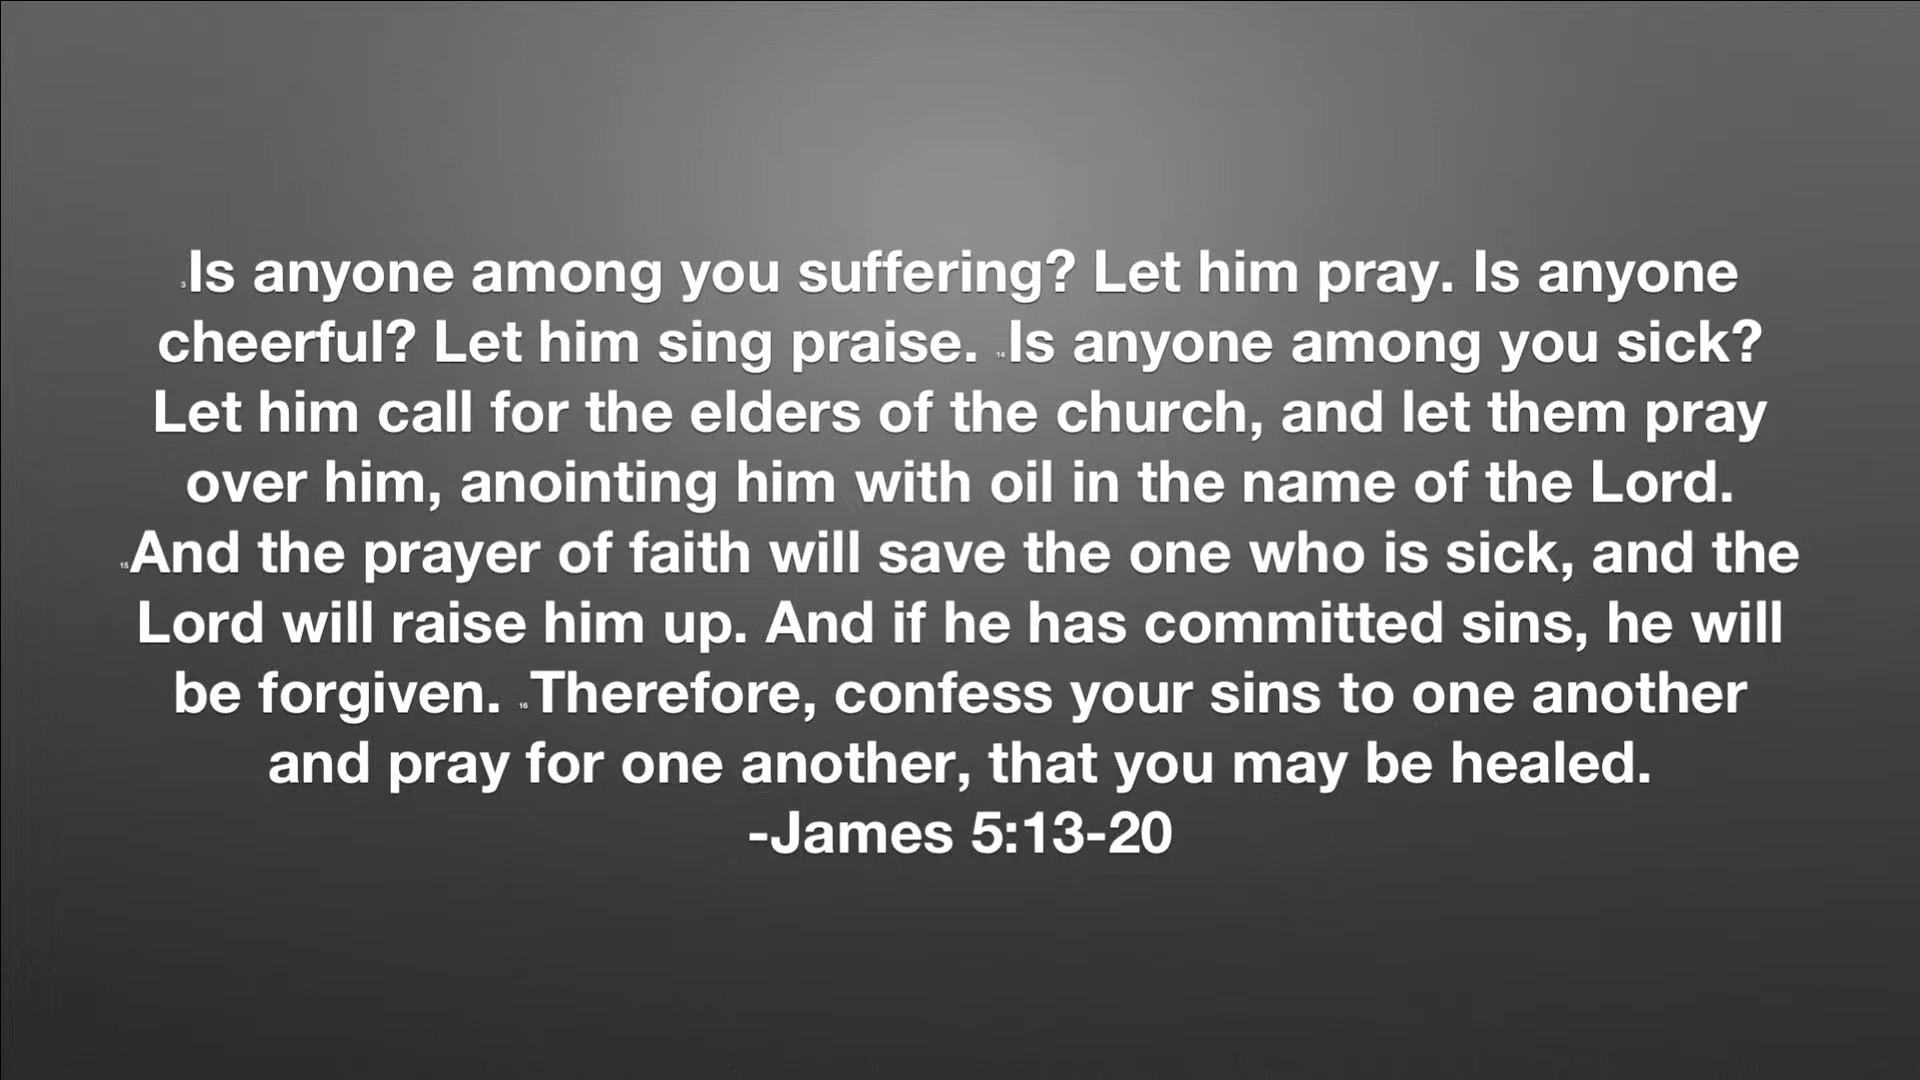 3Is anyone among you suffering? Let him pray. Is anyone
cheerful? Let him sing praise. 14Is anyone among you sick?
Let him call for the elders of the church, and let them pray
over him, anointing him with oil in the name of the Lord.
15And the prayer of faith will save the one who is sick, and the
Lord will raise him up. And if he has committed sins, he will
be forgiven. 16Therefore, confess your sins to one another
and pray for one another, that you may be healed.
-James 5:13-20